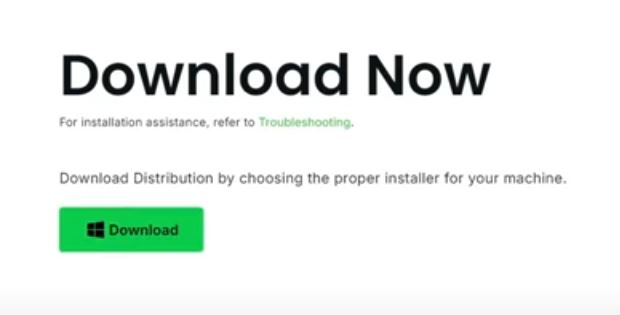 Download Now
For installation assistance, refer to Troubleshooting.
Download Distribution by choosing the proper installer for your machine.
Download